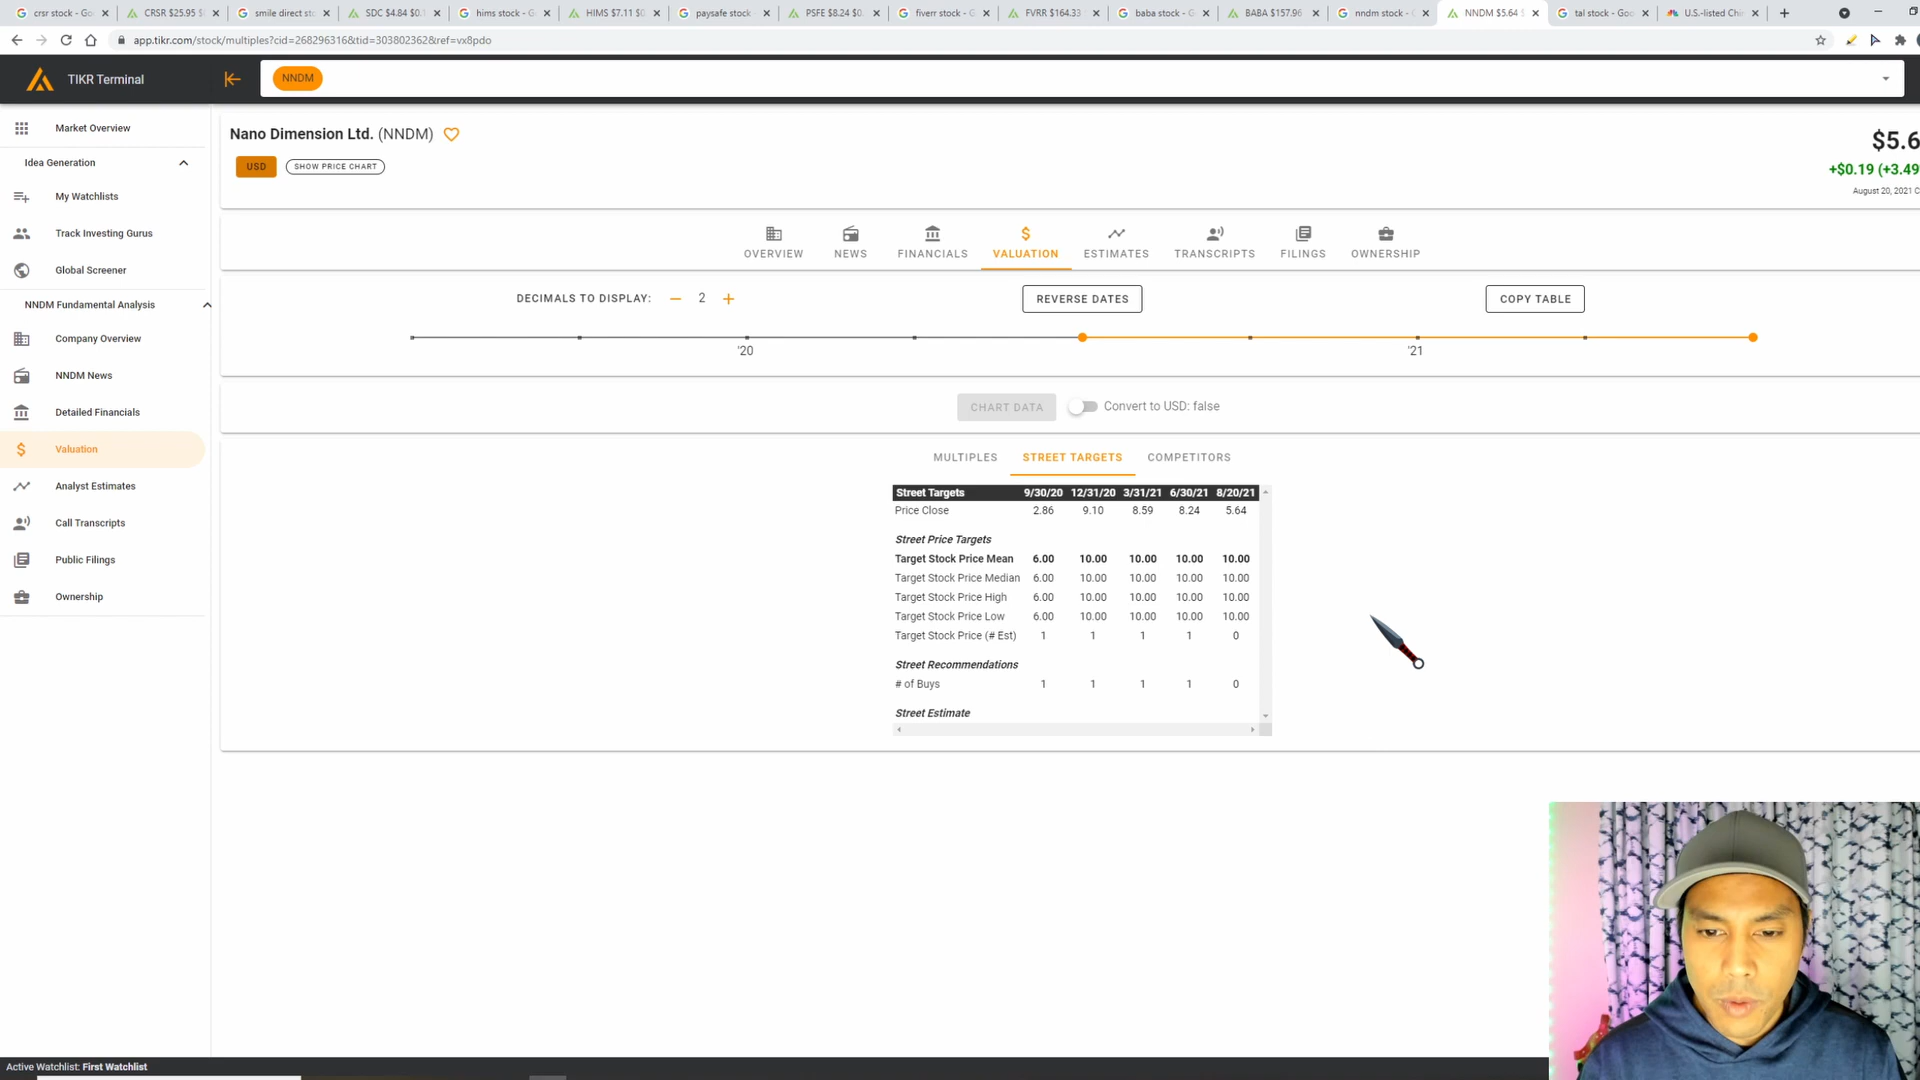 crsr stock - Go
CRSR $25.95 $
smile direct sto
SDC $4.84 $0.
hims stock - Go
HIMS $7.11 $0
paysafe stock
PSFE $8.24 $0.
fiverr stock - G
FVRR $164.33
baba stock - G
BABA $157.96
nndm stock - G
NNDM $5.64 $
tal stock - Goo
U.S.-listed Chi
app.tikr.com/stock/multiples?cid=268296316&tid=303802362&ref=vx8pdo
TIKR Terminal
NNDM
Market Overview
Idea Generation
My Watchlists
Track Investing Gurus
Global Screener
NNDM Fundamental Analysis
Company Overview
NNDM News
Detailed Financials
Valuation
Analyst Estimates
Call Transcripts
Public Filings
Ownership
Nano Dimension Ltd. (NNDM)
USD SHOW PRICE CHART
$5.6
+$0.19 (+3.49
August 20, 2021 C
OVERVIEW NEWS FINANCIALS VALUATION ESTIMATES TRANSCRIPTS FILINGS OWNERSHIP
DECIMALS TO DISPLAY: 2 REVERSE DATES COPY TABLE
'20 '21
CHART DATA Convert to USD: false
MULTIPLES STREET TARGETS COMPETITORS
Street Targets 9/30/20 12/31/20 3/31/21 6/30/21 8/20/21
Price Close 2.86 9.10 8.59 8.24 5.64
Street Price Targets
Target Stock Price Mean 6.00 10.00 10.00 10.00 10.00
Target Stock Price Median 6.00 10.00 10.00 10.00 10.00
Target Stock Price High 6.00 10.00 10.00 10.00 10.00
Target Stock Price Low 6.00 10.00 10.00 10.00 10.00
Target Stock Price (# Est) 1 1 1 1 0
Street Recommendations
# of Buys 1 1 1 1 0
Street Estimate
Active Watchlist: First Watchlist